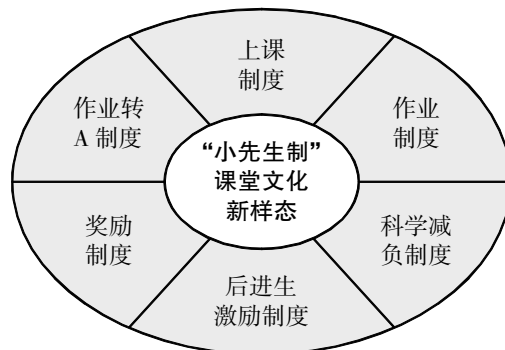 上课
制度
作业
制度
科学减
负制度
后进生
激励制度
奖励
制度
作业转
A 制度
“小先生制”
课堂文化
新样态